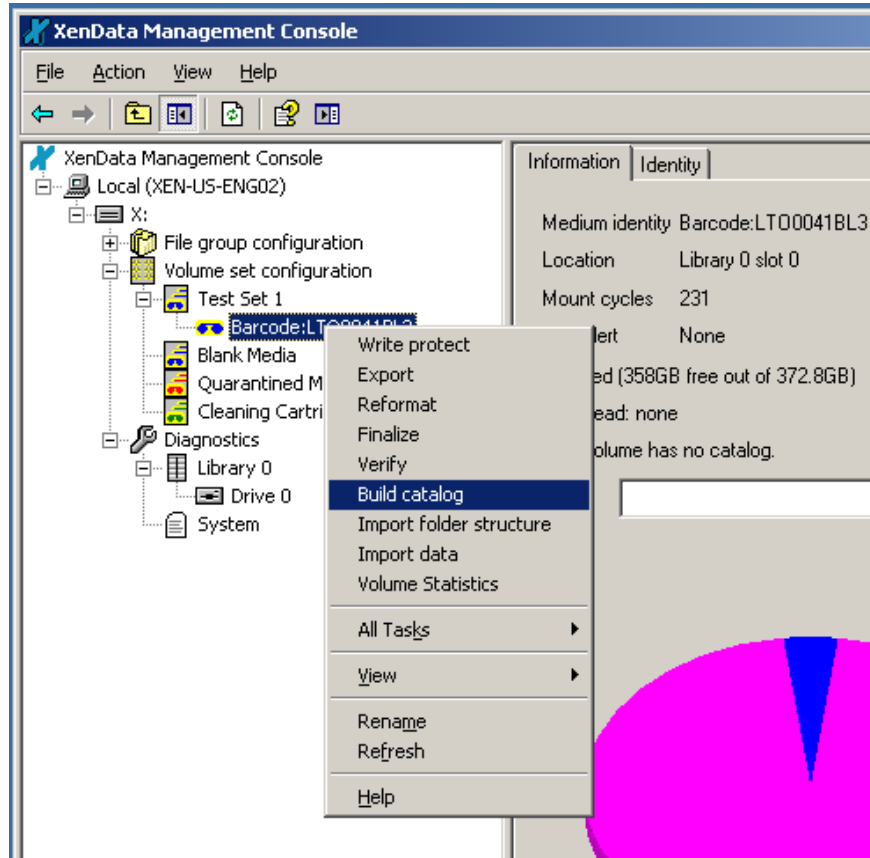 XenData Management Console
File Action View Help
XenData Management Console
Local (XEN-US-ENG02)
X:
File group configuration
Volume set configuration
Test Set 1
Barcode:LTO0041BL3
Blank Media
Quarantined M
Cleaning Cartri
Diagnostics
Library 0
Drive 0
System
Write protect
Export
Reformat
Finalize
Verify
Build catalog
Import folder structure
Import data
Volume Statistics
All Tasks
View
Rename
Refresh
Help
Information Identity
Medium identity Barcode:LTO0041BL3
Location Library 0 slot 0
Mount cycles 231
lert None
ed (358GB free out of 372.8GB)
ead: none
olume has no catalog.